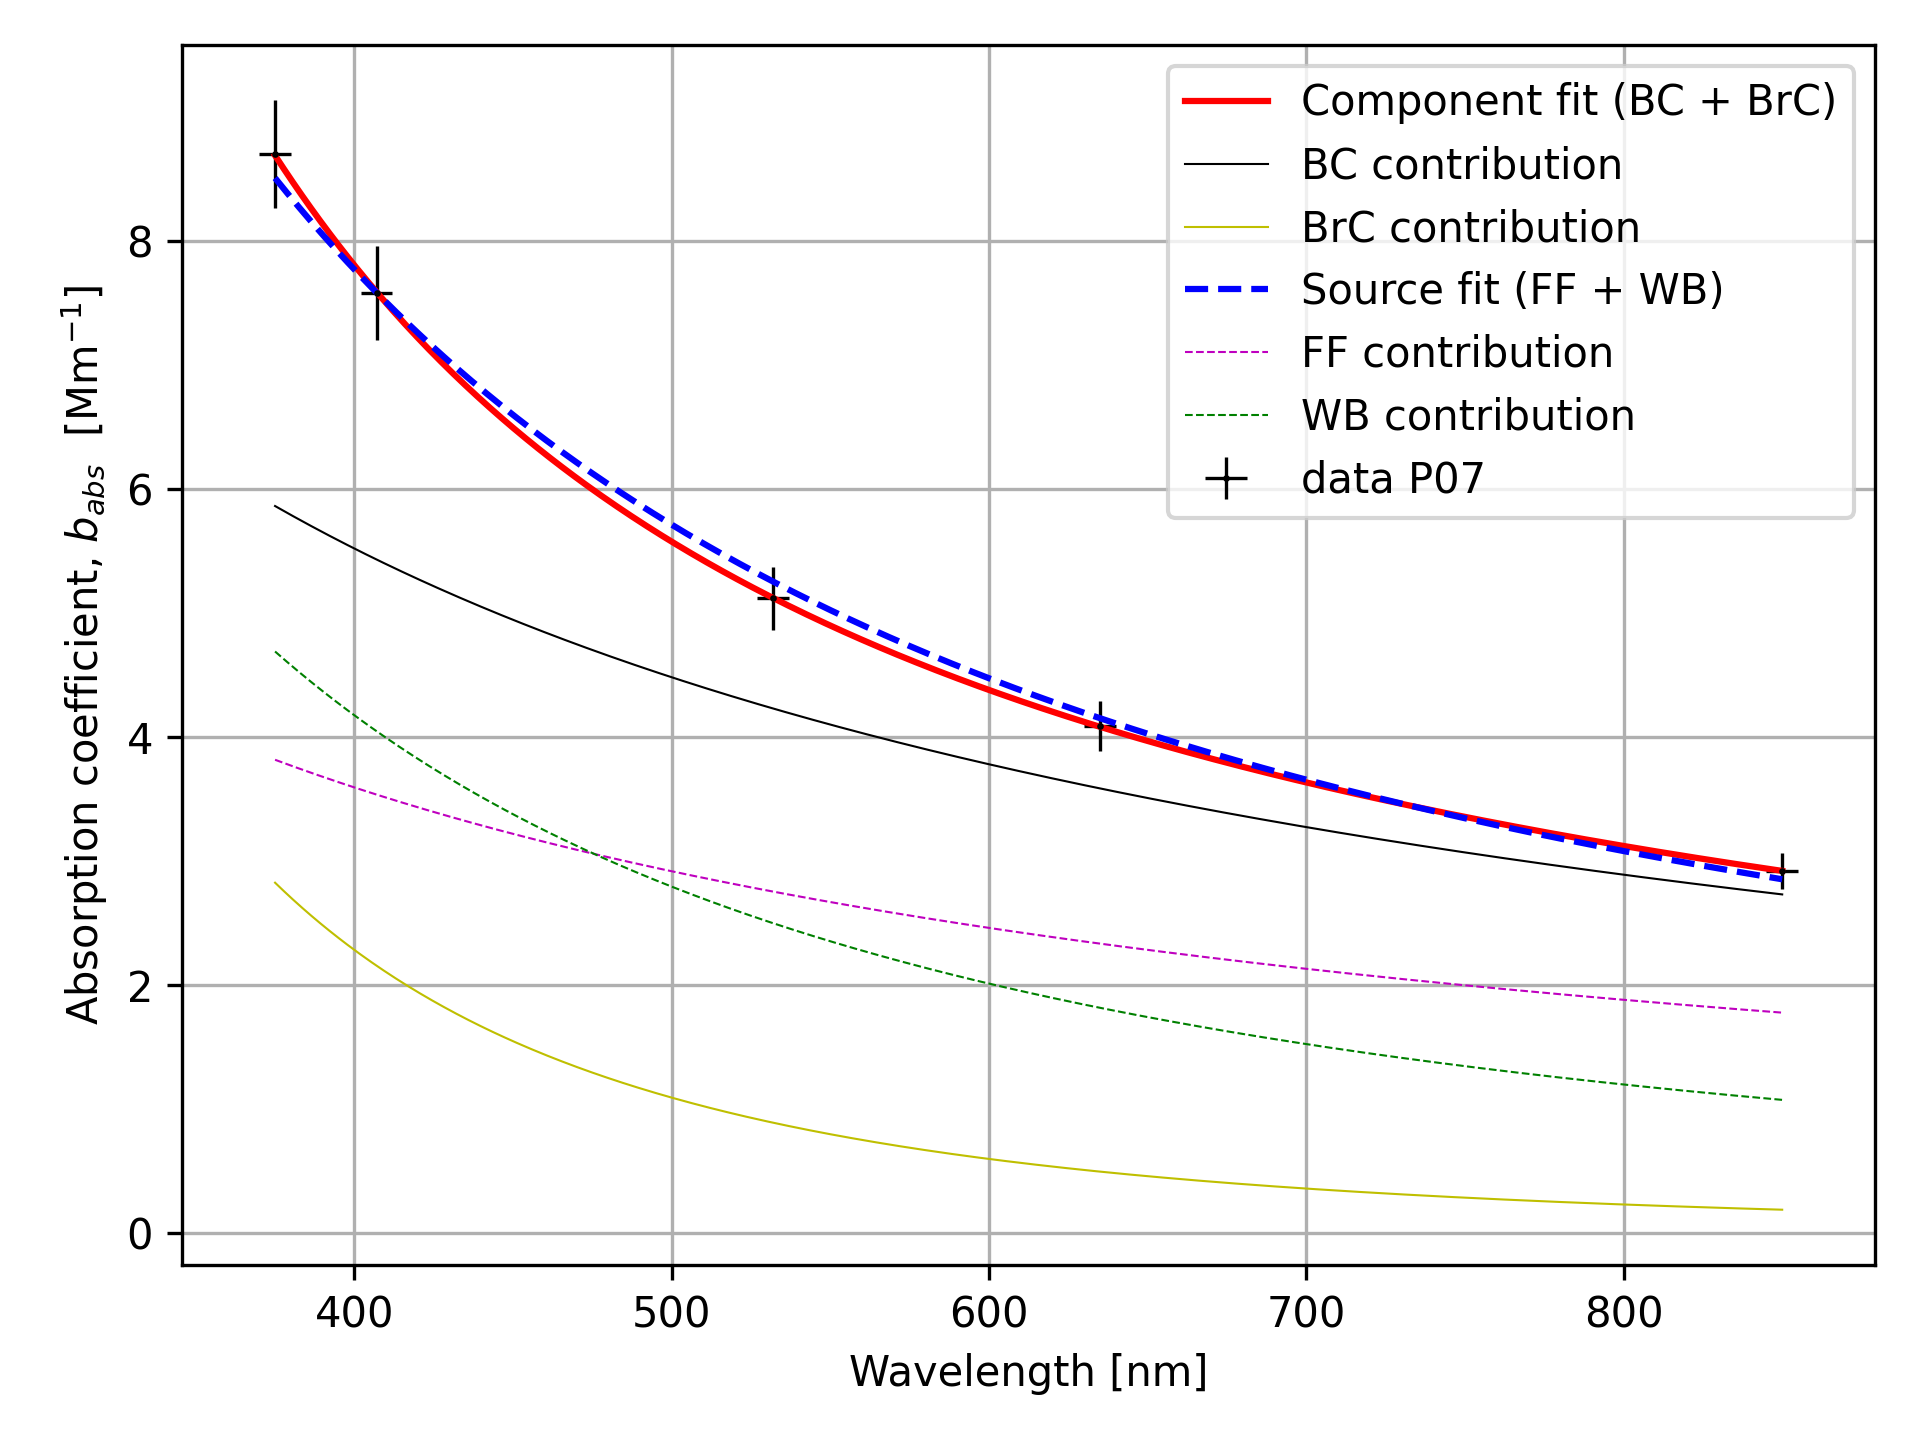 Absorption coefficient, b_abs [Mm⁻¹]
8
6
4
2
0
400 500 600 700 800
Wavelength [nm]
Component fit (BC + BrC)
BC contribution
BrC contribution
Source fit (FF + WB)
FF contribution
WB contribution
data P07